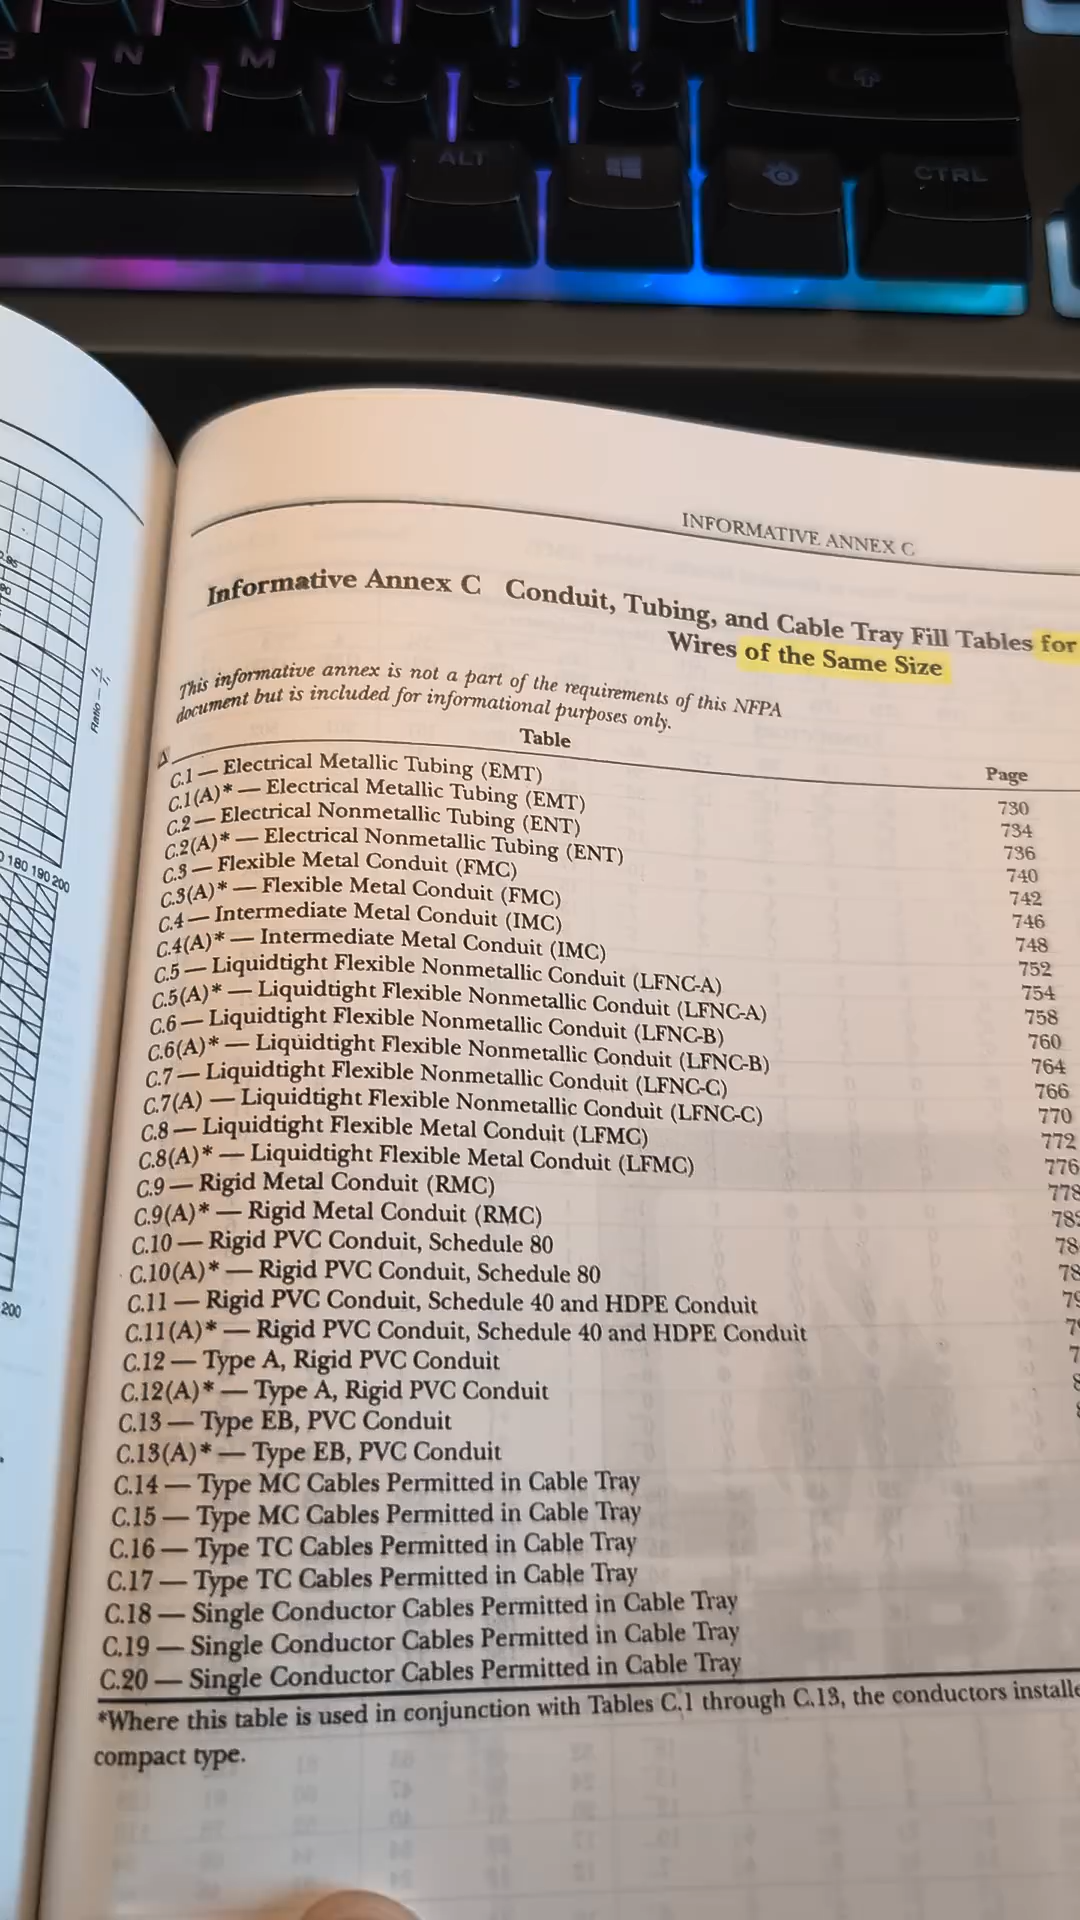 N M
?
ALT CTRL
INFORMATIVE ANNEX C
Informative Annex C Conduit, Tubing, and Cable Tray Fill Tables for
Wires of the Same Size
This informative annex is not a part of the requirements of this NFPA
document but is included for informational purposes only.
Table Page
C.1 — Electrical Metallic Tubing (EMT) 730
C.1(A)* — Electrical Metallic Tubing (EMT) 734
C.2 — Electrical Nonmetallic Tubing (ENT) 736
C.2(A)* — Electrical Nonmetallic Tubing (ENT) 740
C.3 — Flexible Metal Conduit (FMC) 742
C.3(A)* — Flexible Metal Conduit (FMC) 746
C.4 — Intermediate Metal Conduit (IMC) 748
C.4(A)* — Intermediate Metal Conduit (IMC) 752
C.5 — Liquidtight Flexible Nonmetallic Conduit (LFNC-A) 754
C.5(A)* — Liquidtight Flexible Nonmetallic Conduit (LFNC-A) 758
C.6 — Liquidtight Flexible Nonmetallic Conduit (LFNC-B) 760
C.6(A)* — Liquidtight Flexible Nonmetallic Conduit (LFNC-B) 764
C.7 — Liquidtight Flexible Nonmetallic Conduit (LFNC-C) 766
C.7(A) — Liquidtight Flexible Nonmetallic Conduit (LFNC-C) 770
C.8 — Liquidtight Flexible Metal Conduit (LFMC) 772
C.8(A)* — Liquidtight Flexible Metal Conduit (LFMC) 776
C.9 — Rigid Metal Conduit (RMC) 778
C.9(A)* — Rigid Metal Conduit (RMC) 78
C.10 — Rigid PVC Conduit, Schedule 80 78
C.10(A)* — Rigid PVC Conduit, Schedule 80 78
C.11 — Rigid PVC Conduit, Schedule 40 and HDPE Conduit 79
C.11(A)* — Rigid PVC Conduit, Schedule 40 and HDPE Conduit 7
C.12 — Type A, Rigid PVC Conduit 7
C.12(A)* — Type A, Rigid PVC Conduit
C.13 — Type EB, PVC Conduit
C.13(A)* — Type EB, PVC Conduit
C.14 — Type MC Cables Permitted in Cable Tray
C.15 — Type MC Cables Permitted in Cable Tray
C.16 — Type TC Cables Permitted in Cable Tray
C.17 — Type TC Cables Permitted in Cable Tray
C.18 — Single Conductor Cables Permitted in Cable Tray
C.19 — Single Conductor Cables Permitted in Cable Tray
C.20 — Single Conductor Cables Permitted in Cable Tray
*Where this table is used in conjunction with Tables C.1 through C.13, the conductors installe
compact type.
180 190 200
200
Ratio